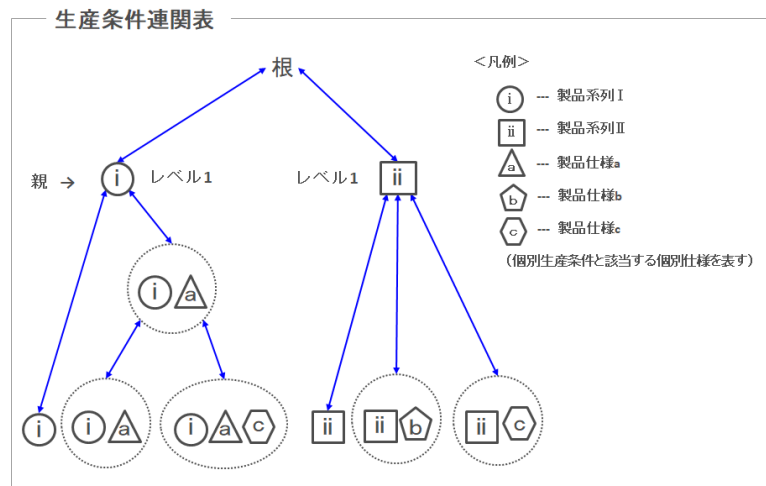 生産条件連関表
根
<凡例>
i --- 製品系列Ⅰ
ii --- 製品系列Ⅱ
a --- 製品仕様a
b --- 製品仕様b
c --- 製品仕様c
(個別生産条件と該当する個別仕様を表す)
親 → i レベル1
レベル1 ii
i a
i
i a
i a c
ii
ii b
ii c